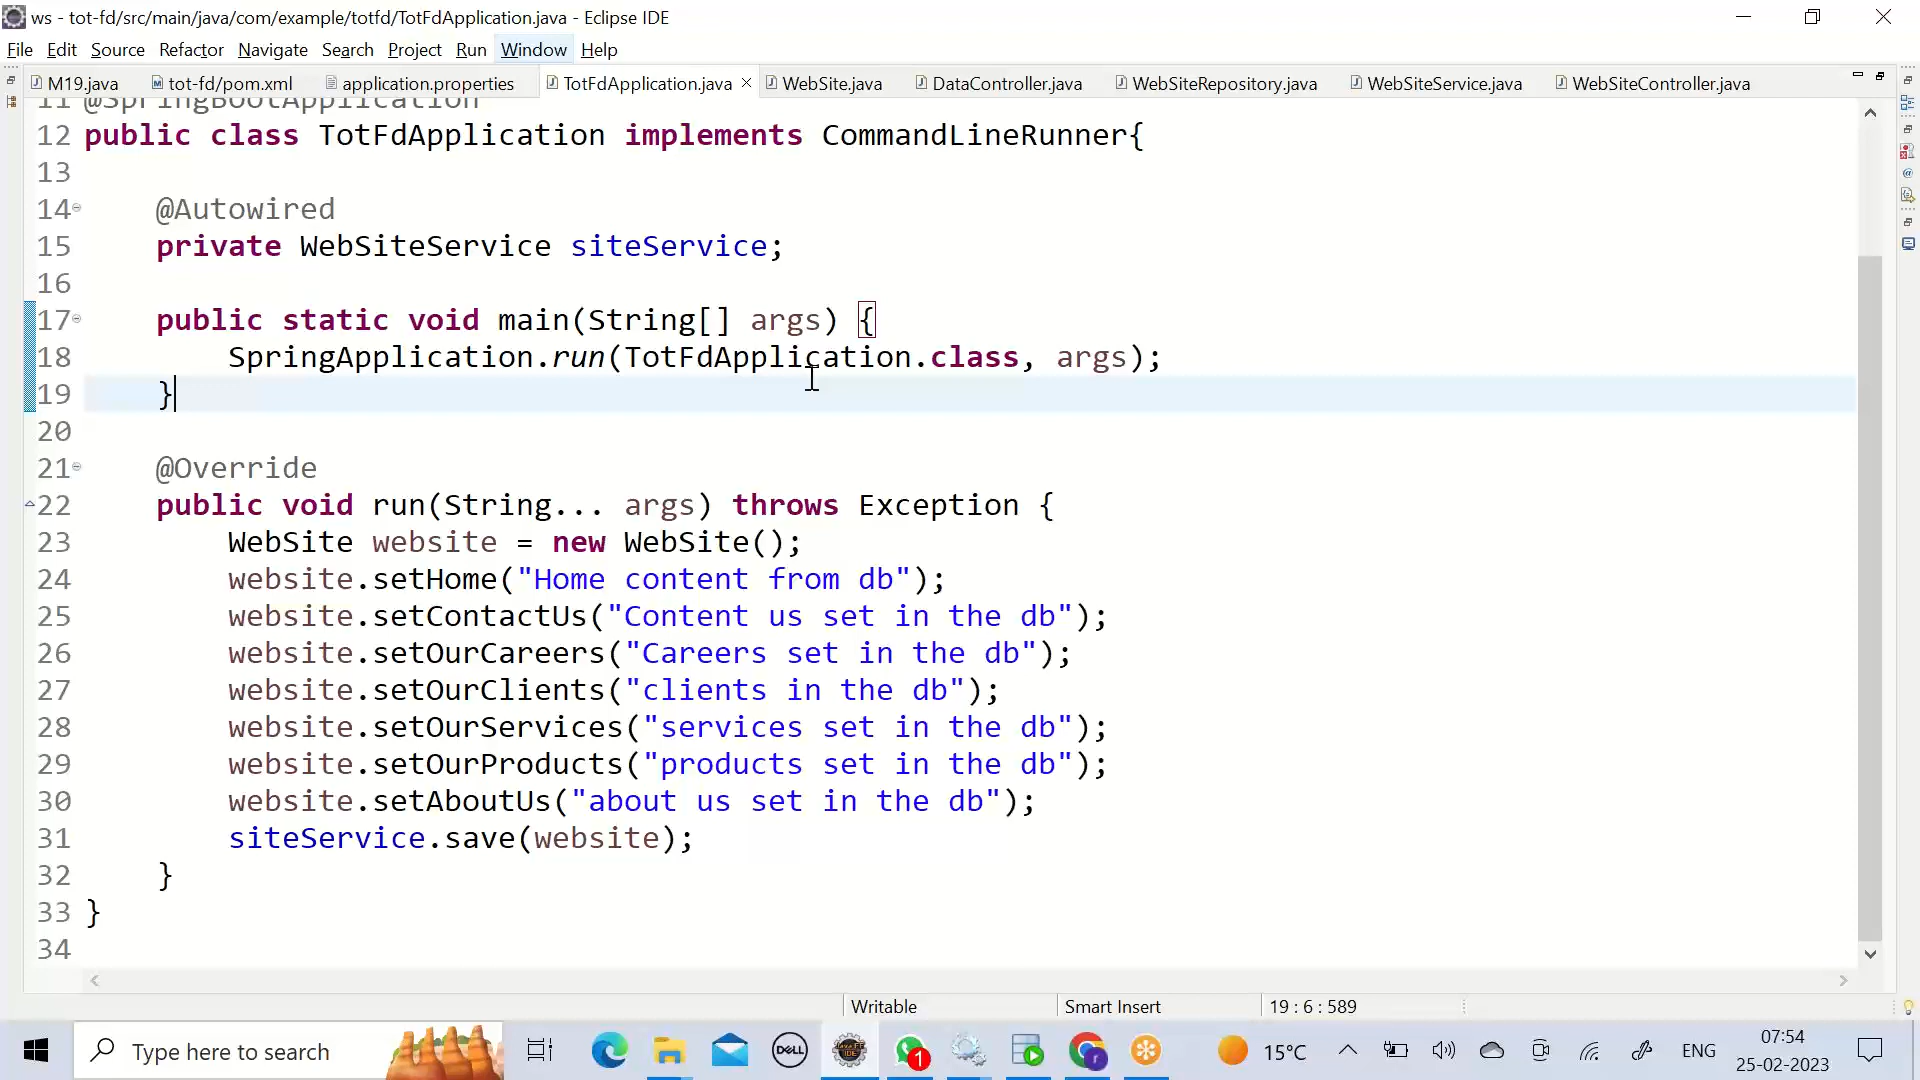 ws - tot-fd/src/main/java/com/example/totfd/TotFdApplication.java - Eclipse IDE
File Edit Source Refactor Navigate Search Project Run Window Help
M19.java tot-fd/pom.xml application.properties TotFdApplication.java WebSite.java DataController.java WebSiteRepository.java WebSiteService.java WebSiteController.java
11 @SpringBootApplication
12 public class TotFdApplication implements CommandLineRunner{
13
14 @Autowired
15 private WebSiteService siteService;
16
17 public static void main(String[] args) {
18 SpringApplication.run(TotFdApplication.class, args);
19 }
20
21 @Override
22 public void run(String... args) throws Exception {
23 WebSite website = new WebSite();
24 website.setHome("Home content from db");
25 website.setContactUs("Content us set in the db");
26 website.setOurCareers("Careers set in the db");
27 website.setOurClients("clients in the db");
28 website.setOurServices("services set in the db");
29 website.setOurProducts("products set in the db");
30 website.setAboutUs("about us set in the db");
31 siteService.save(website);
32 }
33 }
34
Writable Smart Insert 19 : 6 : 589
Type here to search DELL JAVA EE IDE 1 r 15°C ENG 07:54
25-02-2023